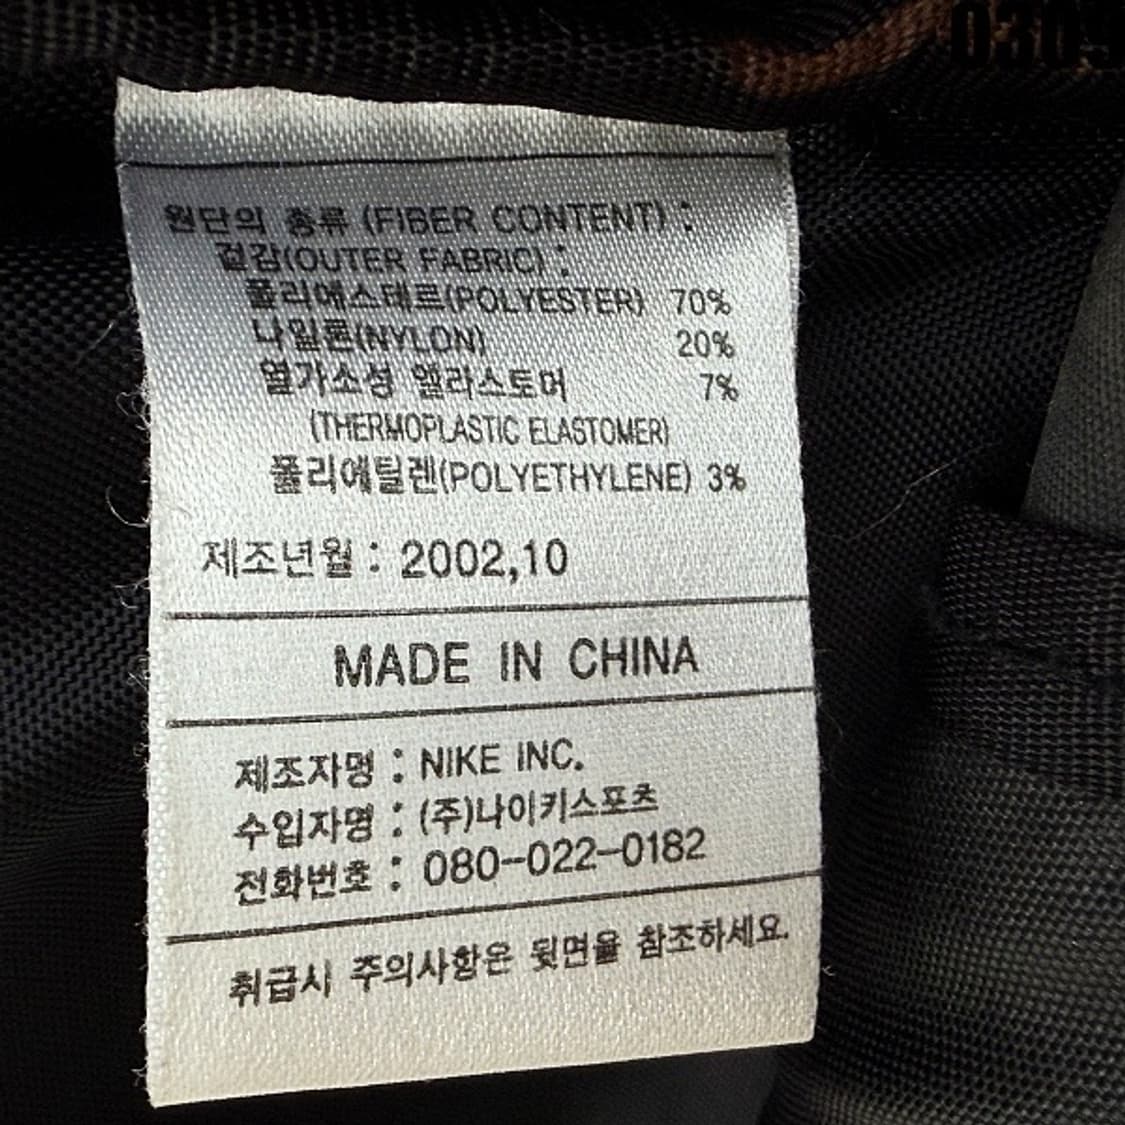 원단의 종류 (FIBER CONTENT) :
겉감(OUTER FABRIC) :
폴리에스테르(POLYESTER) 70%
나일론(NYLON) 20%
열가소성 엘라스토머 7%
(THERMOPLASTIC ELASTOMER)
폴리에틸렌(POLYETHYLENE) 3%
제조년월 : 2002,10
MADE IN CHINA
제조자명 : NIKE INC.
수입자명 : (주)나이키스포츠
전화번호 : 080-022-0182
취급시 주의사항은 뒷면을 참조하세요.